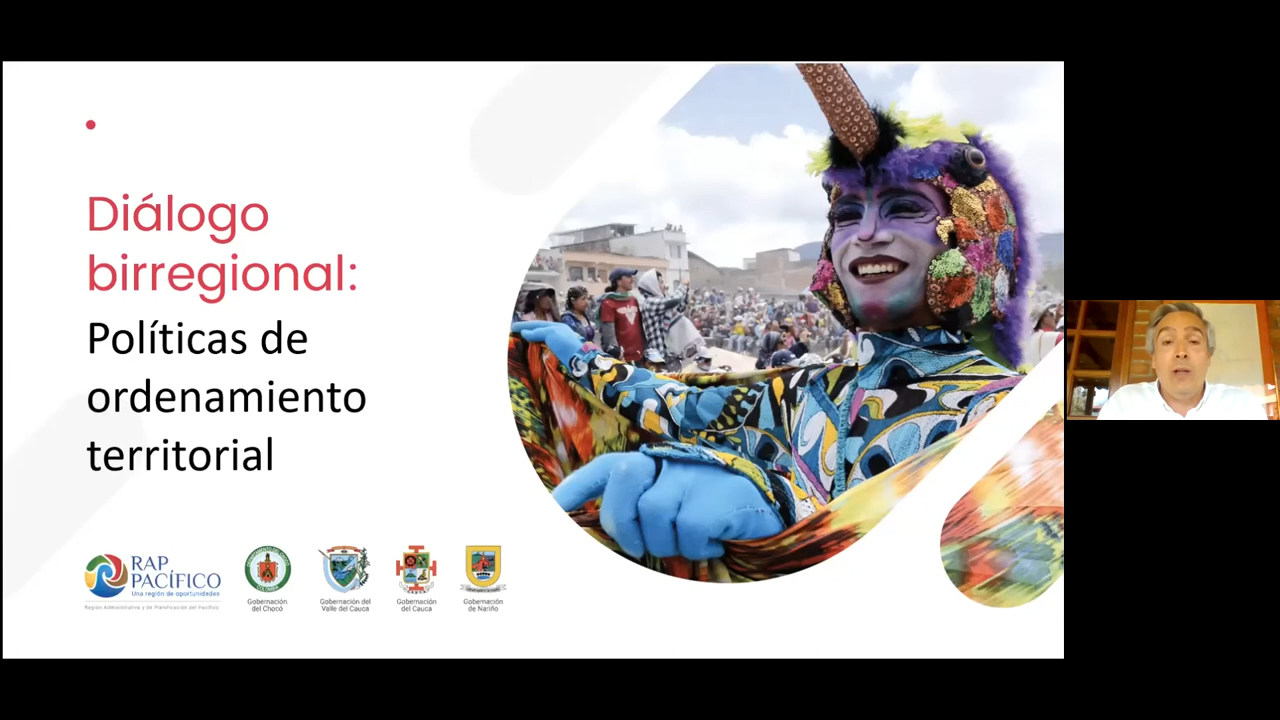 Diálogo
birregional:
Políticas de
ordenamiento
territorial
RAP
PACÍFICO
Una región de oportunidades
Región Administrativa y de Planificación del Pacífico
Gobernación
del Chocó
Gobernación del
Valle del Cauca
Gobernación
del Cauca
Gobernación
de Nariño